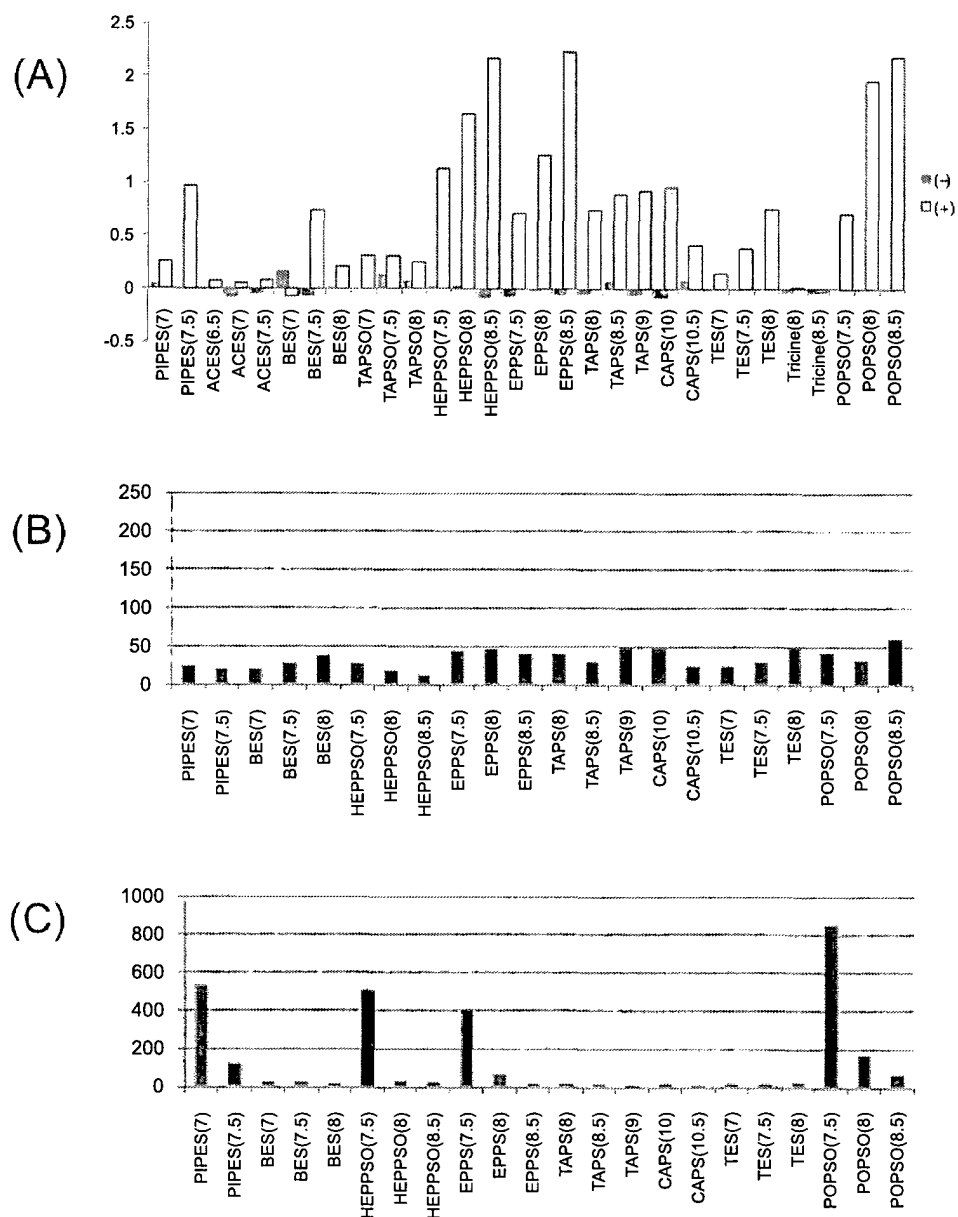 (A)
2.5
2
1.5
1
0.5
0
-0.5
(-)
(+)
PIPES(7)
PIPES(7.5)
ACES(6.5)
ACES(7)
ACES(7.5)
BES(7)
BES(7.5)
BES(8)
TAPSO(7)
TAPSO(7.5)
TAPSO(8)
HEPPSO(7.5)
HEPPSO(8)
HEPPSO(8.5)
EPPS(7.5)
EPPS(8)
EPPS(8.5)
TAPS(8)
TAPS(8.5)
TAPS(9)
CAPS(10)
CAPS(10.5)
TES(7)
TES(7.5)
TES(8)
Tricine(8)
Tricine(8.5)
POPSO(7.5)
POPSO(8)
POPSO(8.5)
(B)
250
200
150
100
50
0
PIPES(7)
PIPES(7.5)
BES(7)
BES(7.5)
BES(8)
HEPPSO(7.5)
HEPPSO(8)
HEPPSO(8.5)
EPPS(7.5)
EPPS(8)
EPPS(8.5)
TAPS(8)
TAPS(8.5)
TAPS(9)
CAPS(10)
CAPS(10.5)
TES(7)
TES(7.5)
TES(8)
POPSO(7.5)
POPSO(8)
POPSO(8.5)
(C)
1000
800
600
400
200
0
PIPES(7)
PIPES(7.5)
BES(7)
BES(7.5)
BES(8)
HEPPSO(7.5)
HEPPSO(8)
HEPPSO(8.5)
EPPS(7.5)
EPPS(8)
EPPS(8.5)
TAPS(8)
TAPS(8.5)
TAPS(9)
CAPS(10)
CAPS(10.5)
TES(7)
TES(7.5)
TES(8)
POPSO(7.5)
POPSO(8)
POPSO(8.5)